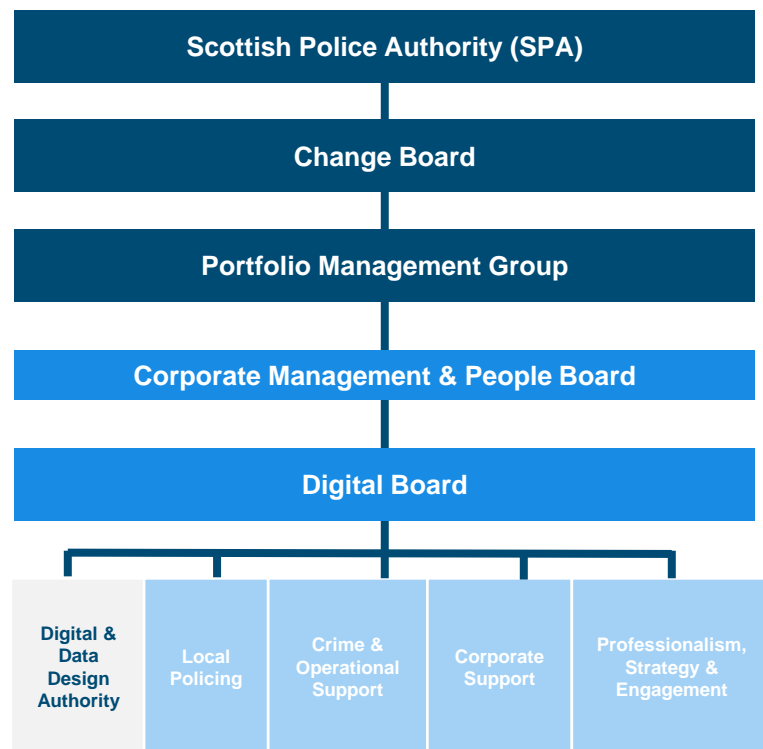 Scottish Police Authority (SPA)
Change Board
Portfolio Management Group
Corporate Management & People Board
Digital Board
Digital &
Data
Design
Authority
Local
Policing
Crime &
Operational
Support
Corporate
Support
Professionalism,
Strategy &
Engagement